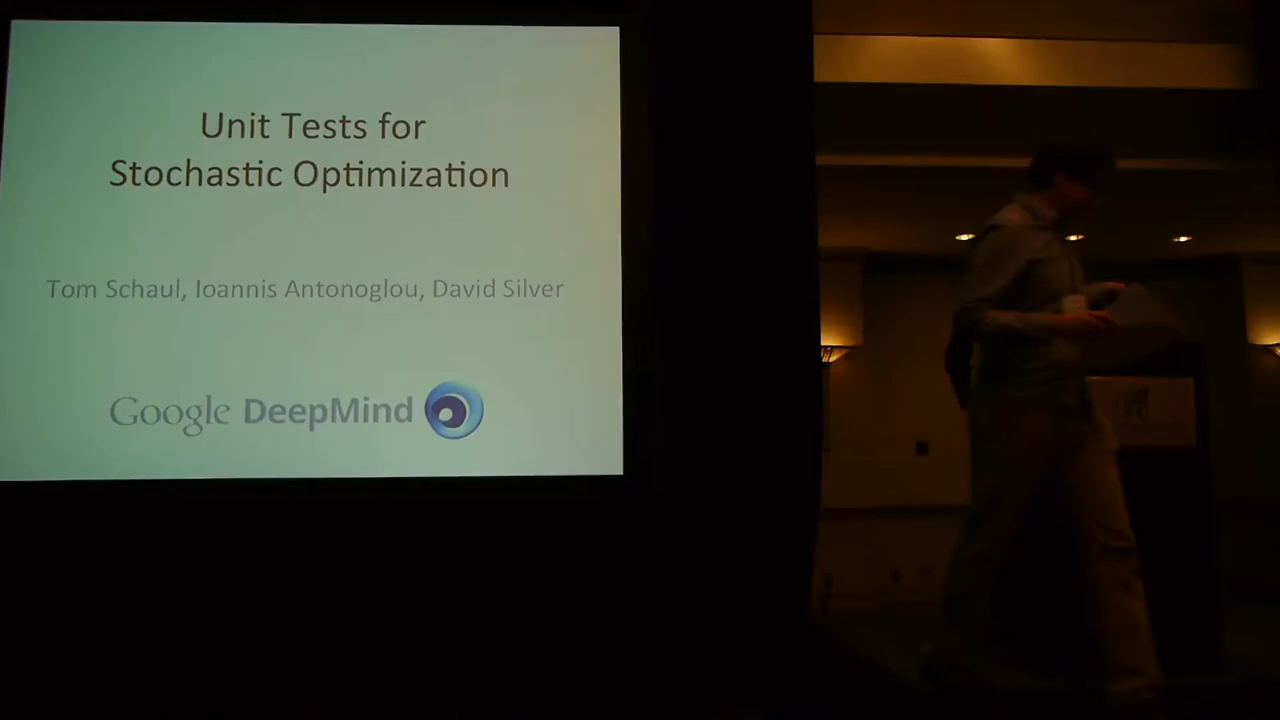 Unit Tests for
Stochastic Optimization
Tom Schaul, Ioannis Antonoglou, David Silver
Google DeepMind